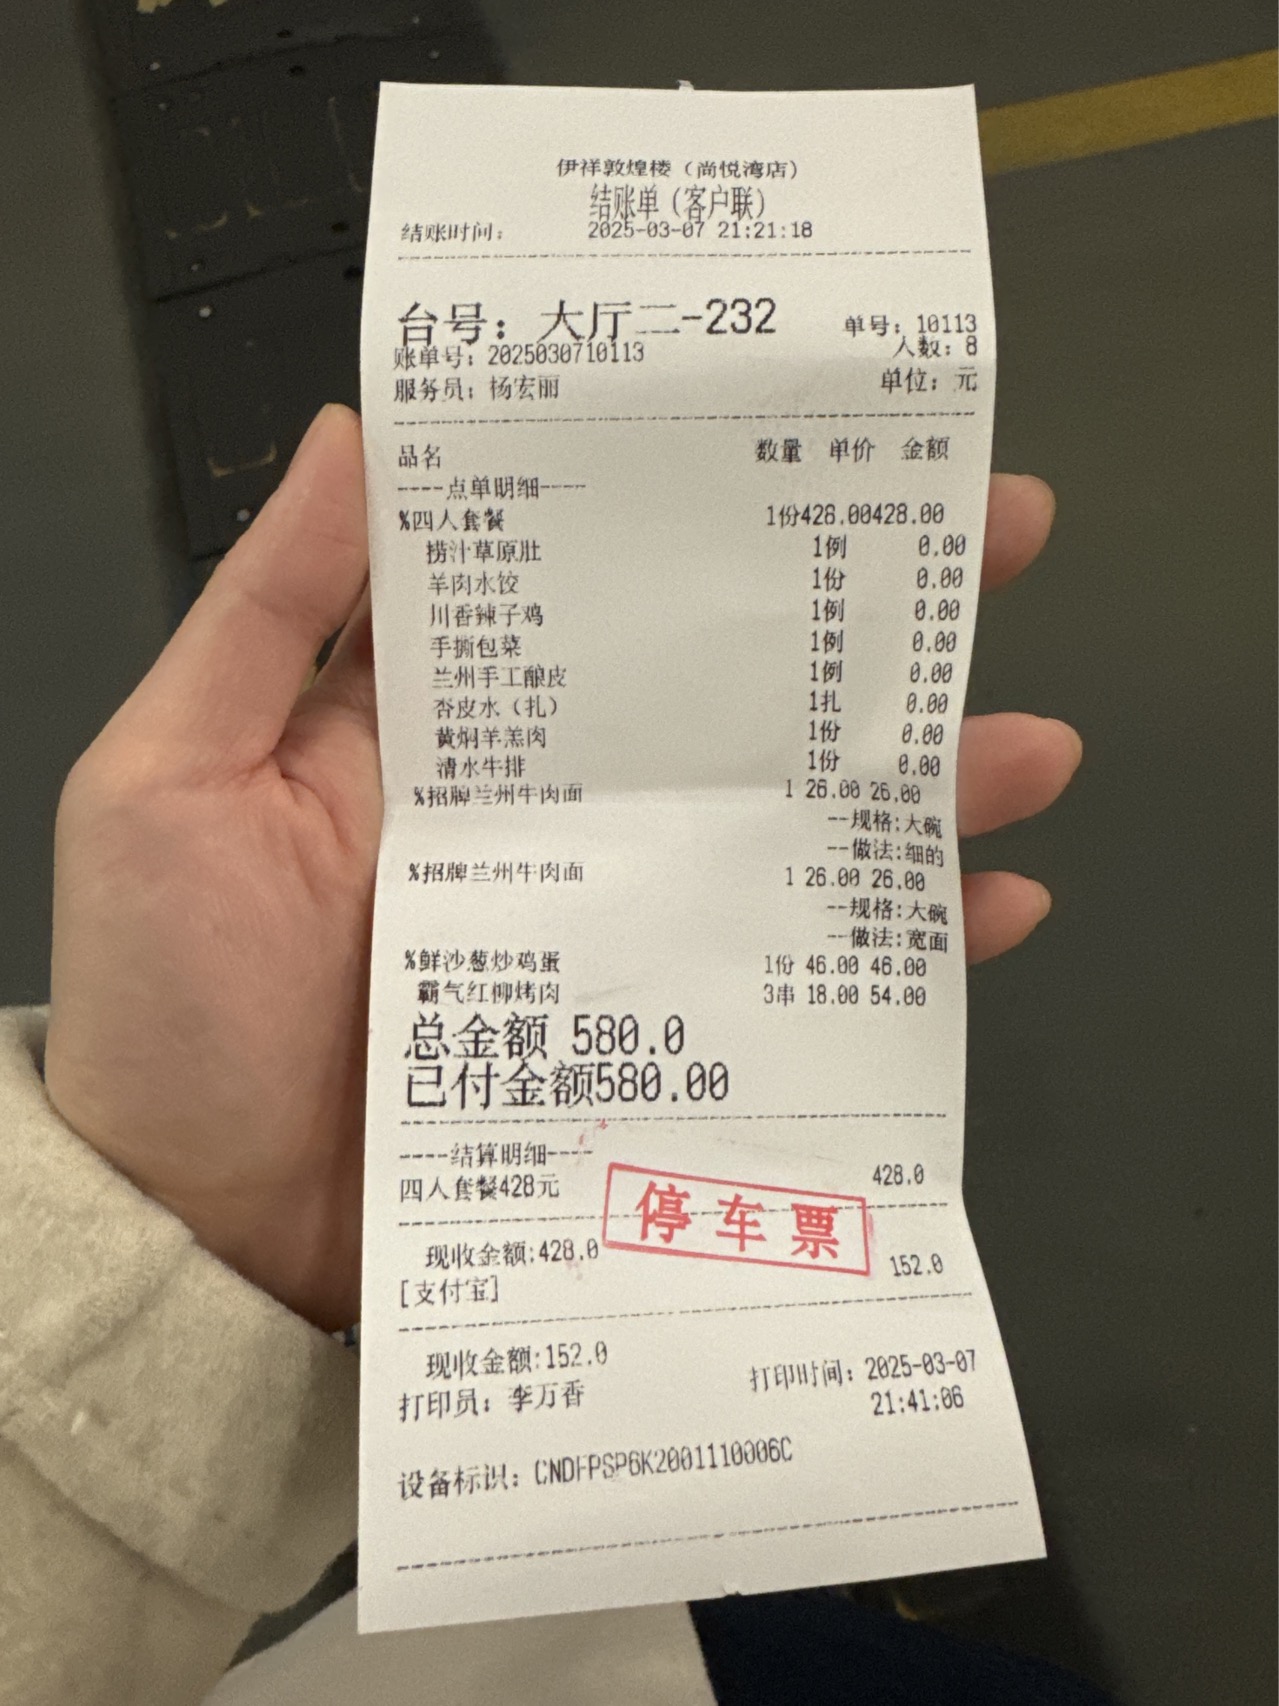 伊祥敦煌楼（尚悦湾店）
结账单（客户联）
结账时间： 2025-03-07 21:21:18
台号：大厅二-232 单号：10113
账单号：2025030710113 人数：8
服务员：杨宏丽 单位：元
品名 数量 单价 金额
----点单明细----
%四人套餐 1份428.00428.00
捞汁草原肚 1例 0.00
羊肉水饺 1份 0.00
川香辣子鸡 1例 0.00
手撕包菜 1例 0.00
兰州手工酿皮 1例 0.00
杏皮水（扎） 1扎 0.00
黄焖羊羔肉 1份 0.00
清水牛排 1份 0.00
%招牌兰州牛肉面 1 26.00 26.00
--规格:大碗
--做法:细的
%招牌兰州牛肉面 1 26.00 26.00
--规格:大碗
--做法:宽面
%鲜沙葱炒鸡蛋 1份 46.00 46.00
霸气红柳烤肉 3串 18.00 54.00
总金额 580.0
已付金额580.00
----结算明细----
四人套餐428元 428.0
停车票
现收金额:428.0
[支付宝] 152.0
现收金额:152.0
打印员：李万香 打印时间：2025-03-07
21:41:06
设备标识：CNDFPSP6K2001110006C